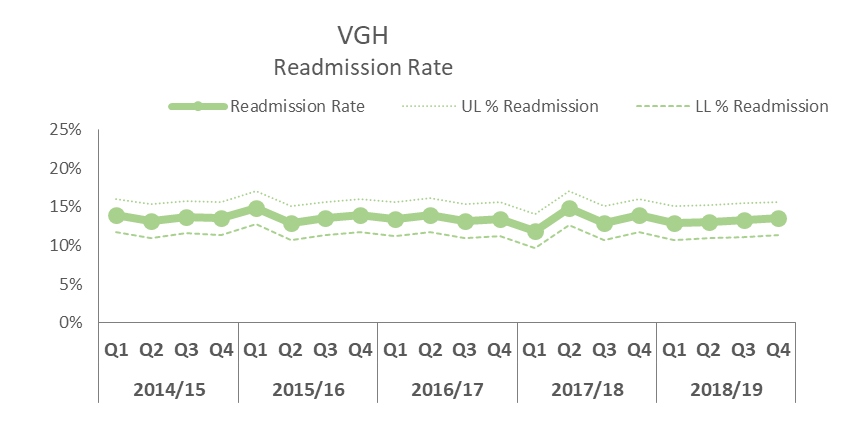 VGH
Readmission Rate
Readmission Rate UL % Readmission LL % Readmission
25%
20%
15%
10%
5%
0%
Q1 Q2 Q3 Q4 Q1 Q2 Q3 Q4 Q1 Q2 Q3 Q4 Q1 Q2 Q3 Q4 Q1 Q2 Q3 Q4
2014/15 2015/16 2016/17 2017/18 2018/19